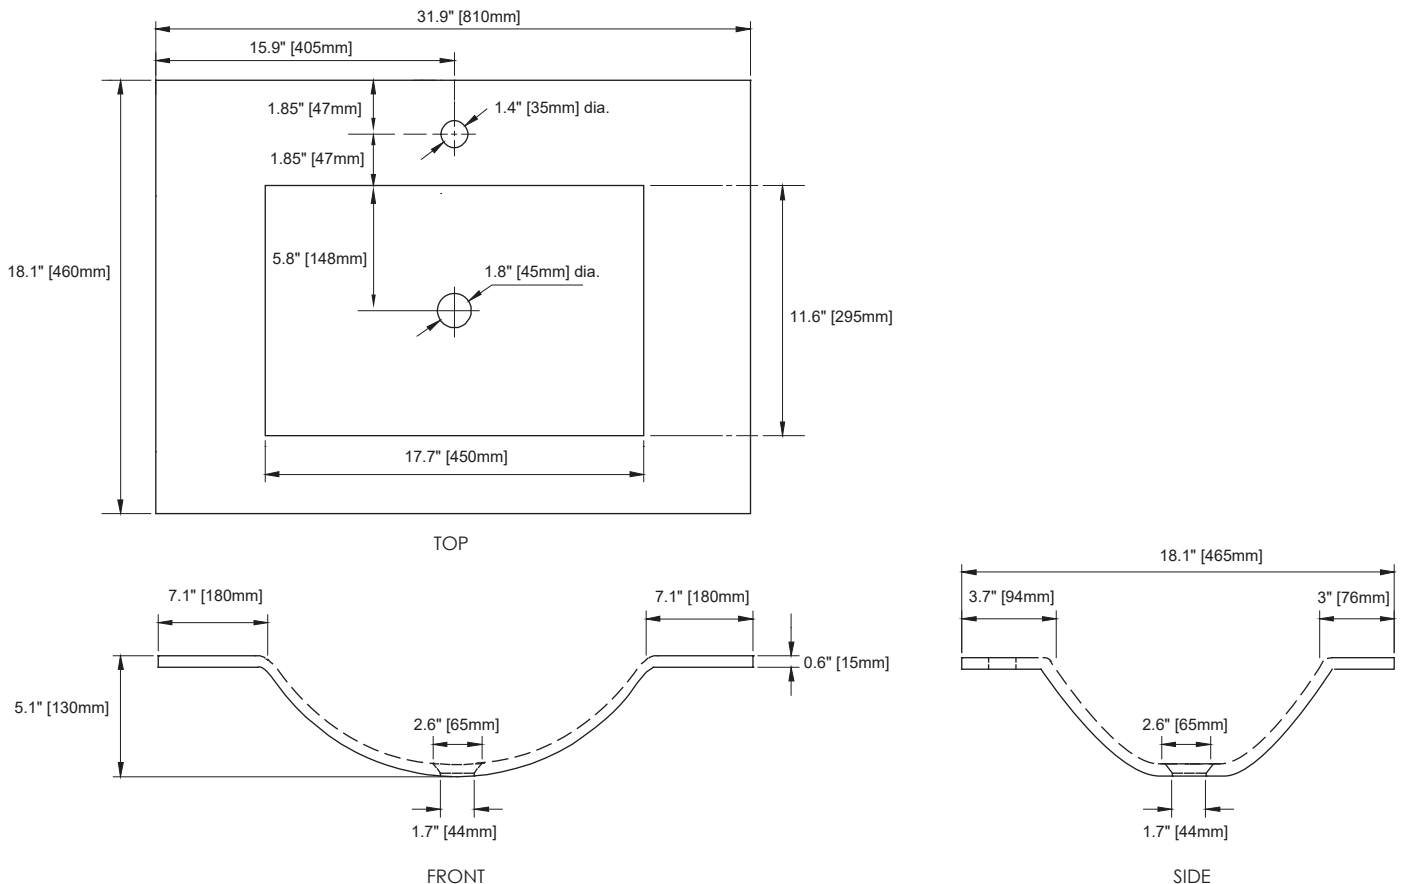 31.9" [810mm]
15.9" [405mm]
1.85" [47mm]
1.4" [35mm] dia.
1.85" [47mm]
5.8" [148mm]
18.1" [460mm]
1.8" [45mm] dia.
11.6" [295mm]
17.7" [450mm]
TOP
18.1" [465mm]
7.1" [180mm]
7.1" [180mm]
3.7" [94mm]
3" [76mm]
0.6" [15mm]
5.1" [130mm]
2.6" [65mm]
2.6" [65mm]
1.7" [44mm]
1.7" [44mm]
FRONT
SIDE